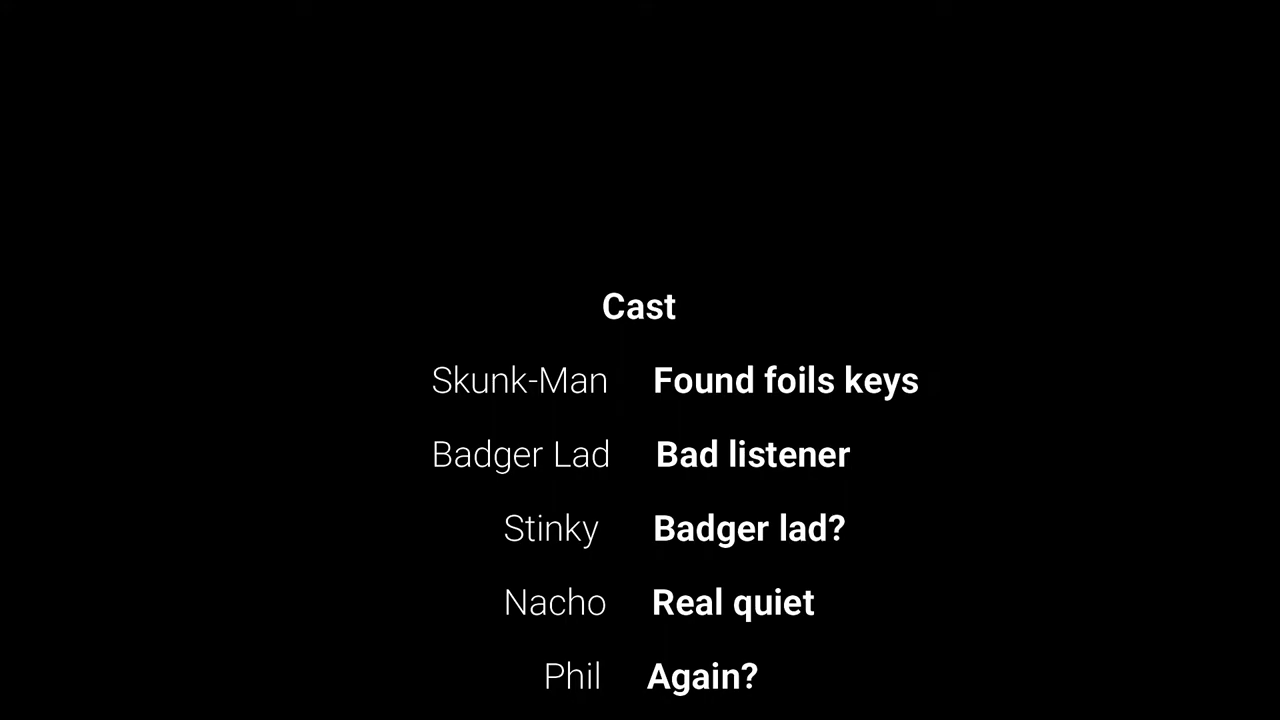 Cast
Skunk-Man Found foils keys
Badger Lad Bad listener
Stinky Badger lad?
Nacho Real quiet
Phil Again?